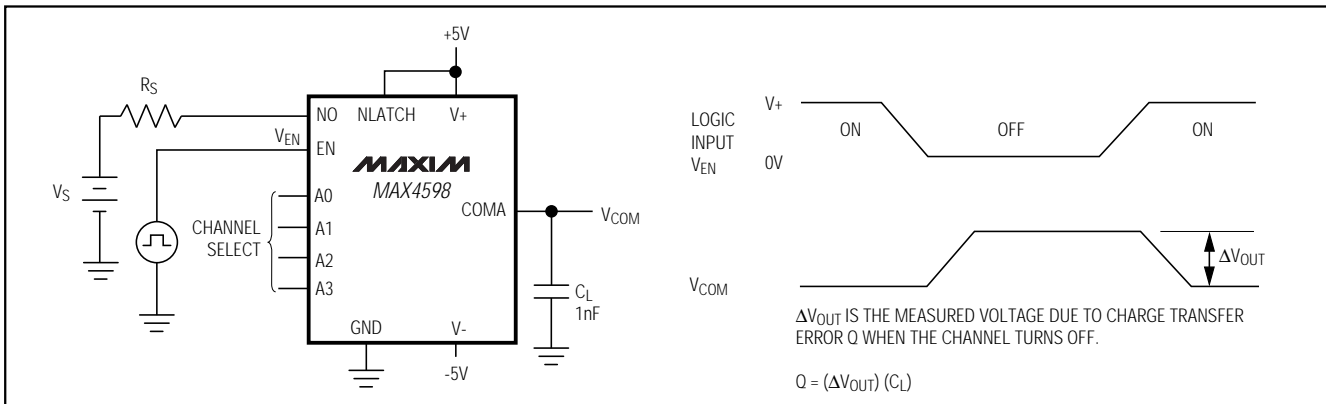 +5V
RS
NO
NLATCH
V+
VEN
EN
MAXIM
MAX4598
VS
A0
COMA
VCOM
CHANNEL
SELECT
A1
A2
A3
CL
1nF
GND
V-
-5V
LOGIC
INPUT
VEN
V+
0V
ON
OFF
ON
VCOM
ΔVOUT
ΔVOUT IS THE MEASURED VOLTAGE DUE TO CHARGE TRANSFER
ERROR Q WHEN THE CHANNEL TURNS OFF.
Q = (ΔVOUT) (CL)